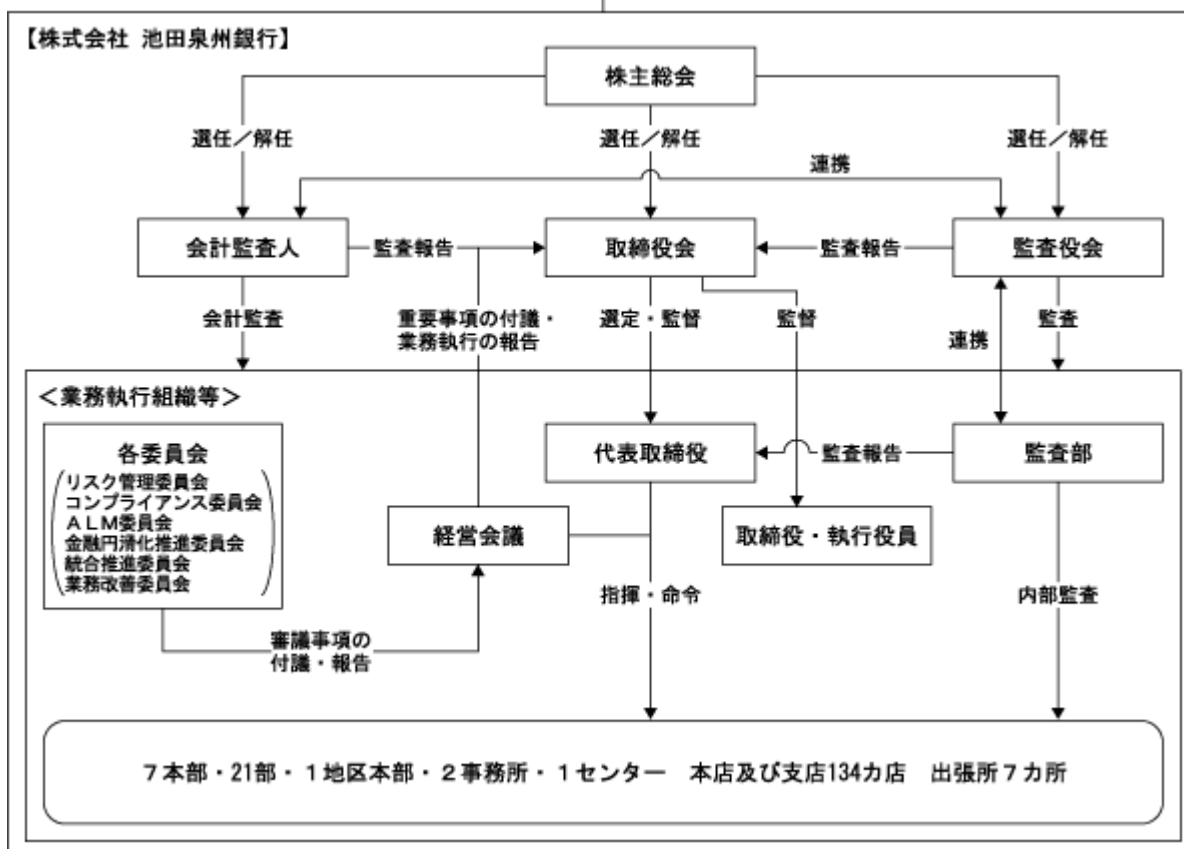 【株式会社 池田泉州銀行】
株主総会
選任／解任
選任／解任
選任／解任
連携
会計監査人
監査報告
取締役会
監査報告
監査役会
会計監査
重要事項の付議・
業務執行の報告
選定・監督
監督
連携
監査
＜業務執行組織等＞
各委員会
リスク管理委員会
コンプライアンス委員会
ＡＬＭ委員会
金融円滑化推進委員会
統合推進委員会
業務改善委員会
代表取締役
監査報告
監査部
経営会議
取締役・執行役員
指揮・命令
内部監査
審議事項の
付議・報告
７本部・21部・１地区本部・２事務所・１センター　本店及び支店134カ店　出張所７カ所